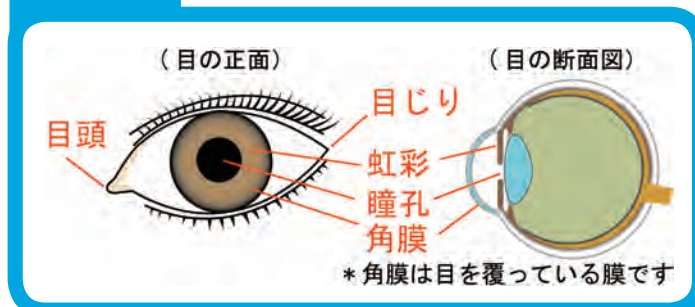 (目の正面)
(目の断面図)
目頭
目じり
虹彩
瞳孔
角膜
*角膜は目を覆っている膜です